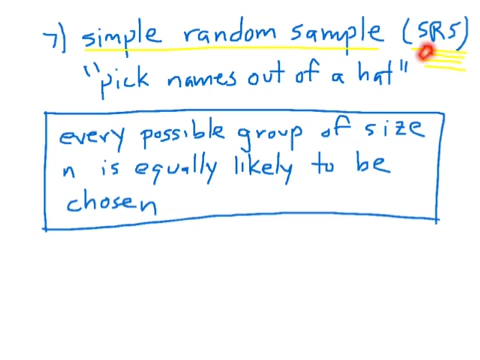 7) simple random sample (SRS)
"pick names out of a hat"
every possible group of size
n is equally likely to be
chosen